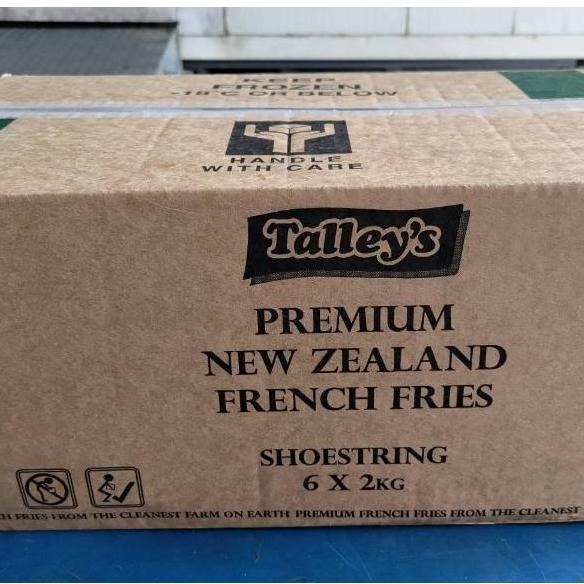 KEEP
FROZEN
-18°C OR BELOW
HANDLE
WITH CARE
Talley's
PREMIUM
NEW ZEALAND
FRENCH FRIES
SHOESTRING
6 X 2KG
H FRIES FROM THE CLEANEST FARM ON EARTH PREMIUM FRENCH FRIES FROM THE CLEANEST